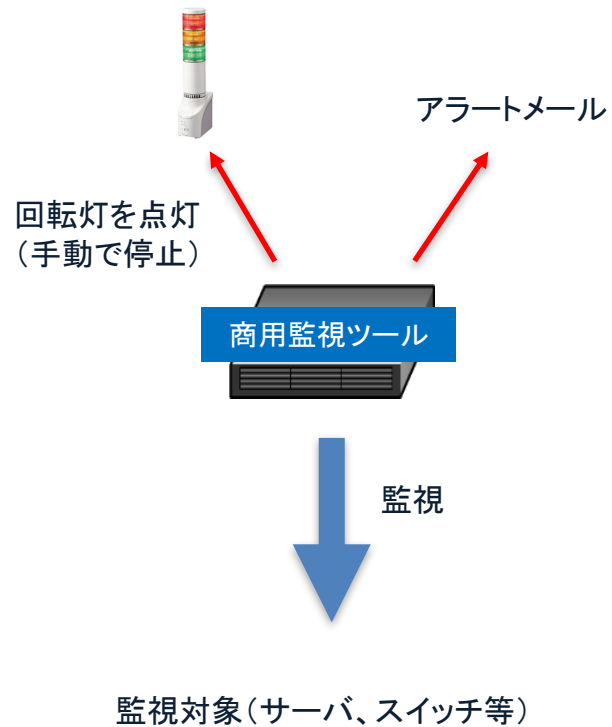 アラートメール
回転灯を点灯
（手動で停止）
商用監視ツール
監視
監視対象（サーバ、スイッチ等）